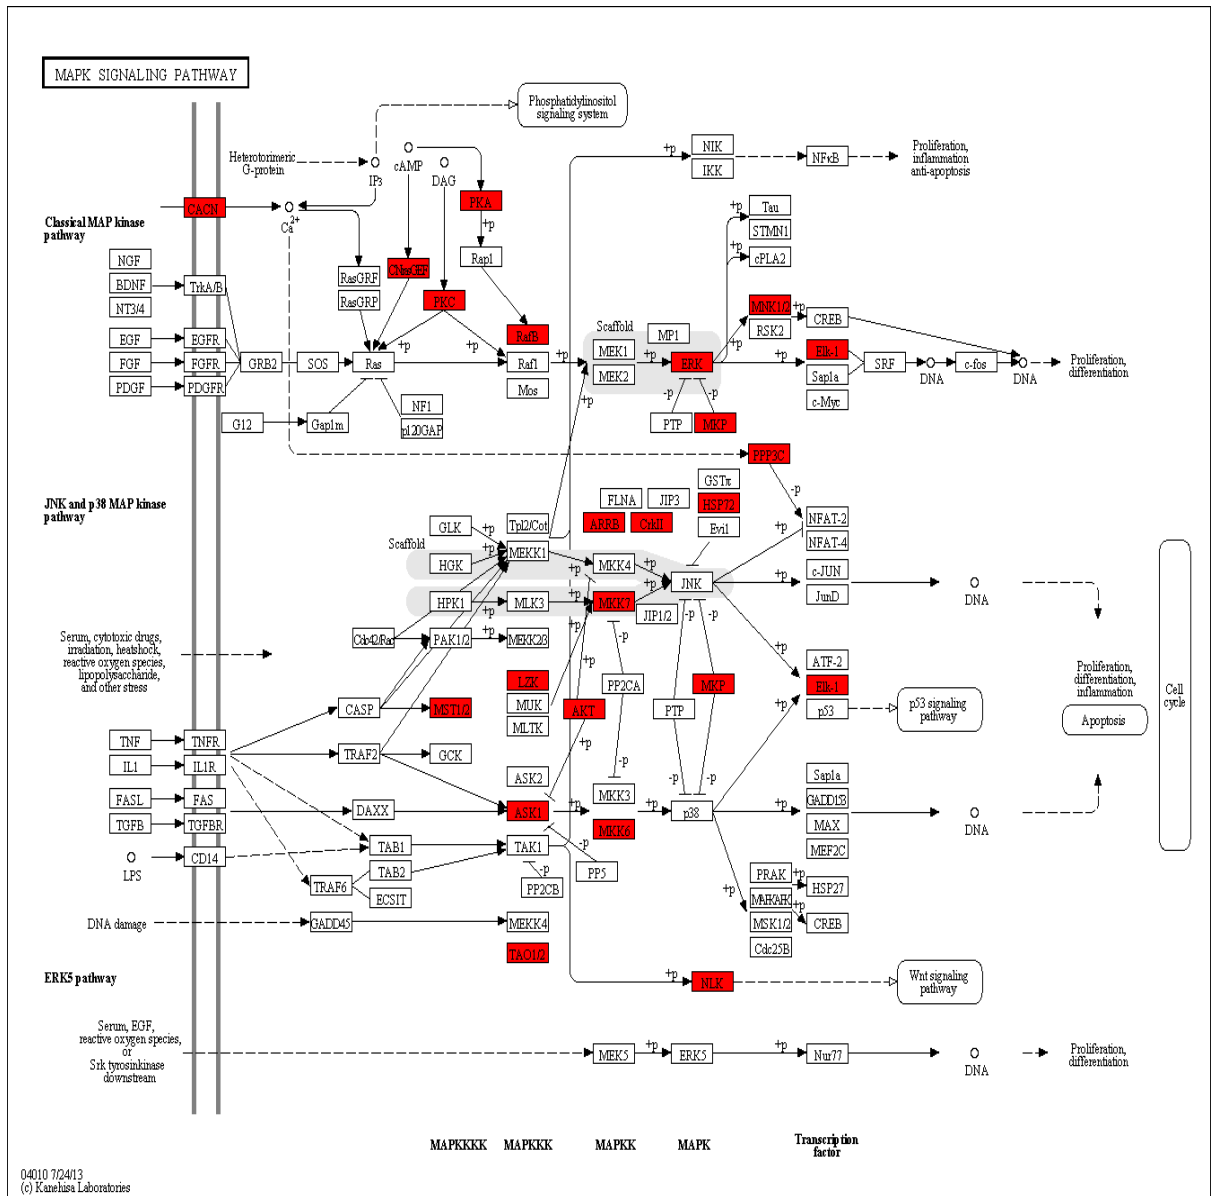 MAPK SIGNALING PATHWAY
Phosphatidylinositol
signaling system
Heterotorimeric
G-protein
IP3
cAMP
DAG
+p
NIK
IKK
NFκB
Proliferation,
inflammation
anti-apoptosis
CACN
Ca2+
PKA
+p
Classical MAP kinase
pathway
Tau
STMN1
+p
cPLA2
+p
NGF
BDNF
NT3/4
TrkA/B
RasGRF
RasGRP
CNrasGEF
PKC
Rap1
MNK1/2
+p
RSK2
CREB
EGF
EGFR
FGF
FGFR
PDGF
PDGFR
GRB2
SOS
Ras
+p
+p
RafB
Raf1
Mos
+p
+p
Scaffold
MEK1
MEK2
+p
MP1
ERK
+p
+p
+p
Elk-1
Sap1a
c-Myc
SRF
DNA
c-fos
DNA
Proliferation,
differentiation
G12
Gap1m
NF1
p120GAP
-p
-p
PTP
MKP
PPP3C
-p
JNK and p38 MAP kinase
pathway
GSTπ
HSP72
Evi1
FLNA
JIP3
ARRB
CrkII
NFAT-2
NFAT-4
+p
GLK
+p
Tpl2/Cot
Scaffold
HGK
+p
MEKK1
+p
MKK4
+p
JNK
+p
c-JUN
JunD
DNA
HPK1
+p
MLK3
+p
MKK7
+p
JIP1/2
Cdc42/Rac
PAK1/2
+p
MEKK2/3
-p
-p
-p
Serum, cytotoxic drugs,
irradiation, heatshock,
reactive oxygen species,
lipopolysaccharide,
and other stress
+p
PP2CA
+p
ATF-2
Elk-1
p53
p53 signaling
pathway
Proliferation,
differentiation,
inflammation
Apoptosis
Cell
cycle
CASP
MST1/2
LZK
MUK
MLTK
AKT
PTP
MKP
TNF
TNFR
IL1
IL1R
TRAF2
GCK
+p
-p
-p
-p
ASK2
MKK3
FASL
FAS
DAXX
ASK1
+p
MKK6
+p
p38
+p
Sap1a
GADD153
MAX
MEF2C
DNA
TGFB
TGFBR
LPS
CD14
TAB1
TAK1
-p
-p
PP5
PP2CB
TRAF6
TAB2
ECSIT
+p
PRAK
+p
MAPKAPK
+p
MSK1/2
Cdc25B
HSP27
CREB
DNA damage
GADD45
MEKK4
TAO1/2
ERK5 pathway
+p
NLK
Wnt signaling
pathway
Serum, EGF,
reactive oxygen species,
or
Srk tyrosinkinase
downstream
MEK5
+p
ERK5
+p
Nur77
DNA
Proliferation,
differentiation
MAPKKKK
MAPKKK
MAPKK
MAPK
Transcription
factor
04010 7/24/13
(c) Kanehisa Laboratories